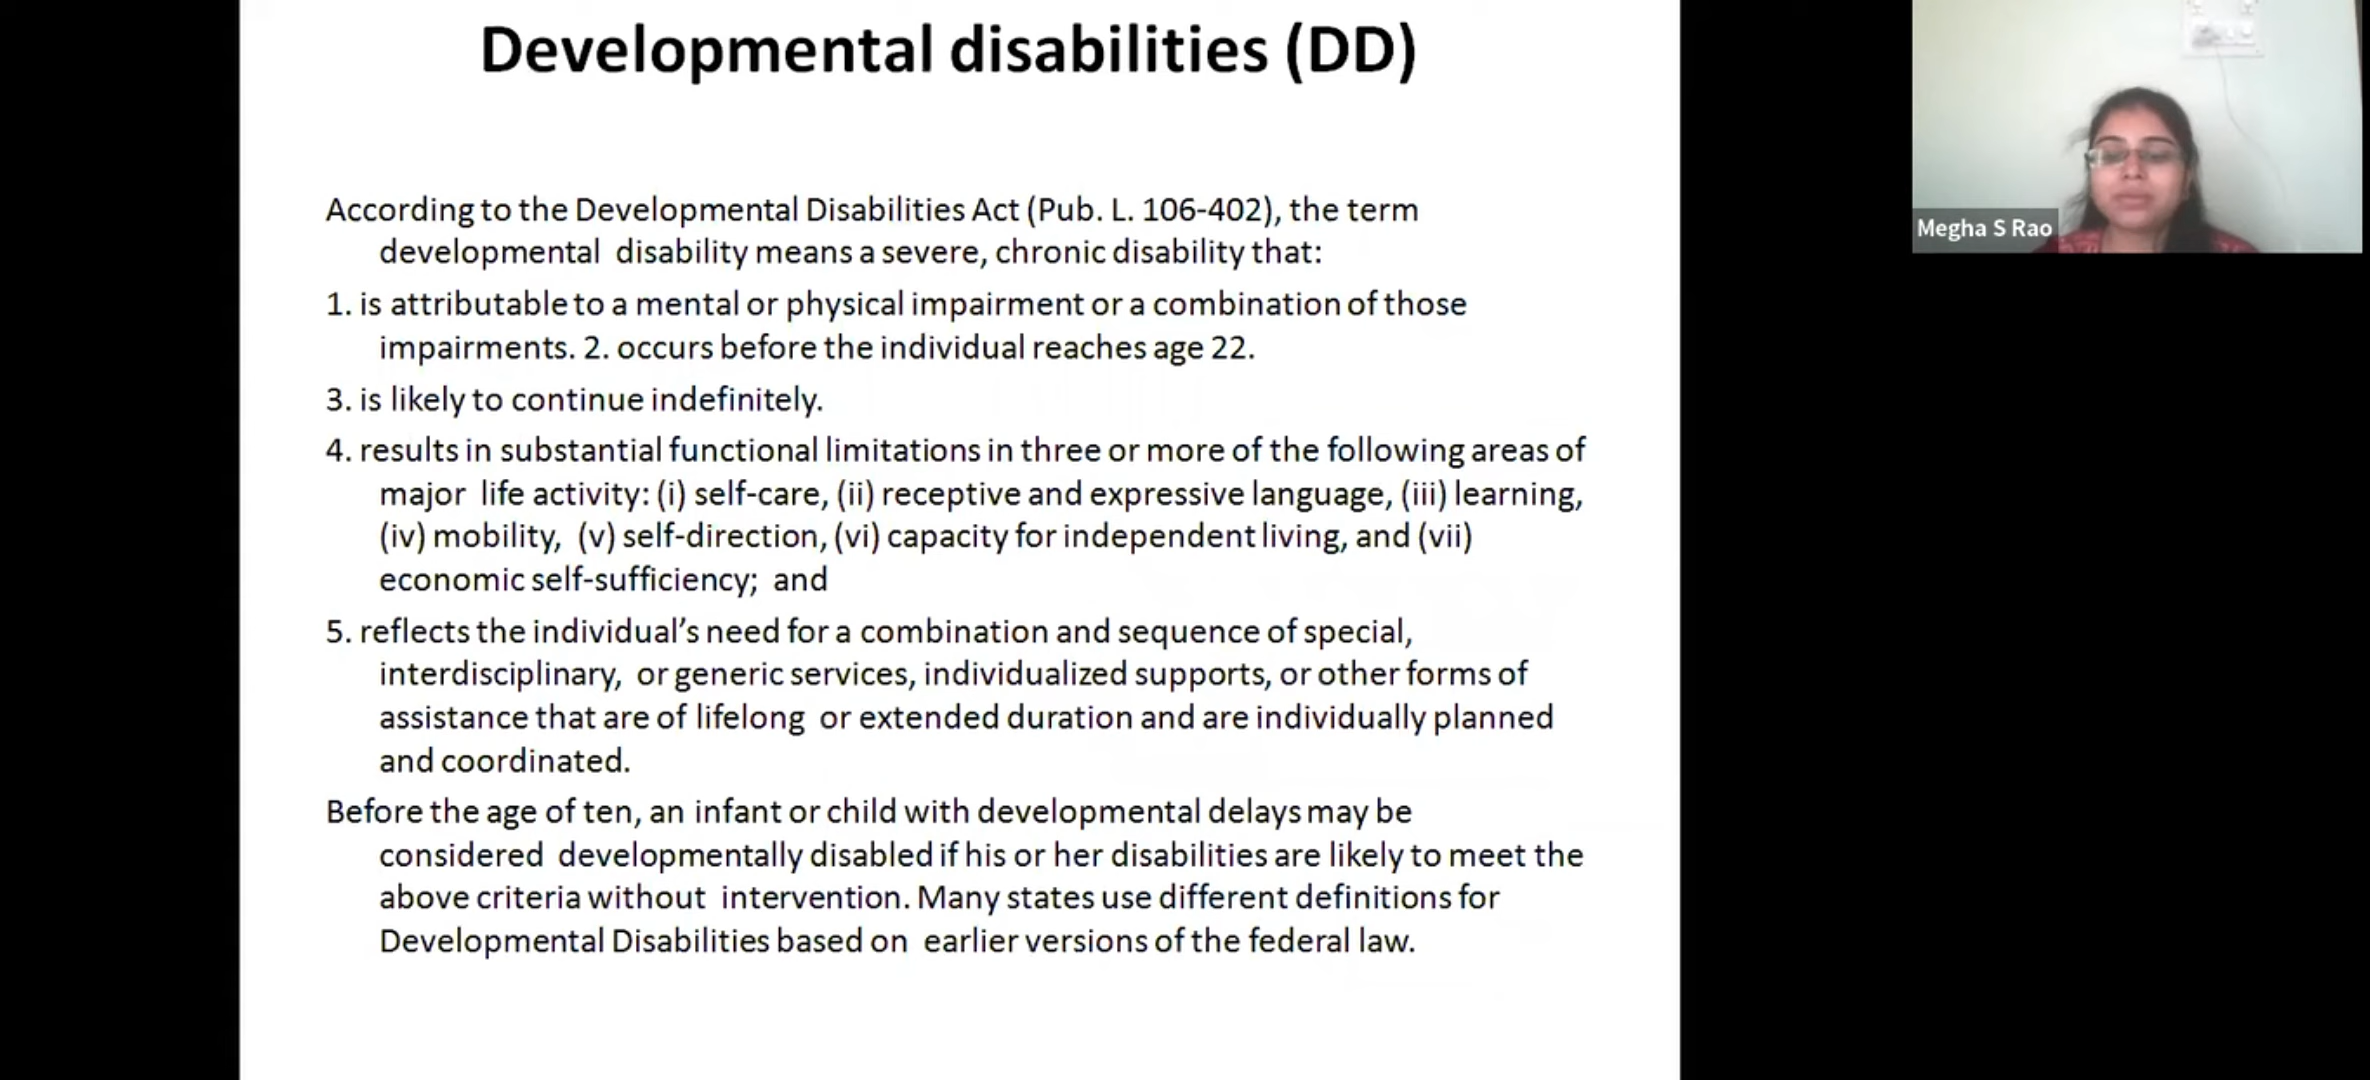 Developmental disabilities (DD)
According to the Developmental Disabilities Act (Pub. L. 106-402), the term
developmental disability means a severe, chronic disability that:
1. is attributable to a mental or physical impairment or a combination of those
impairments. 2. occurs before the individual reaches age 22.
3. is likely to continue indefinitely.
4. results in substantial functional limitations in three or more of the following areas of
major life activity: (i) self-care, (ii) receptive and expressive language, (iii) learning,
(iv) mobility, (v) self-direction, (vi) capacity for independent living, and (vii)
economic self-sufficiency; and
5. reflects the individual’s need for a combination and sequence of special,
interdisciplinary, or generic services, individualized supports, or other forms of
assistance that are of lifelong or extended duration and are individually planned
and coordinated.
Before the age of ten, an infant or child with developmental delays may be
considered developmentally disabled if his or her disabilities are likely to meet the
above criteria without intervention. Many states use different definitions for
Developmental Disabilities based on earlier versions of the federal law.
Megha S Rao